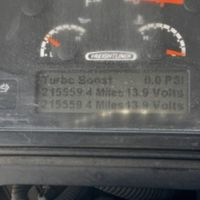 FREIGHTLINER
Turbo Boost 0.0 PSI
215559.4 Miles 13.9 Volts
215559.4 Miles 13.9 Volts